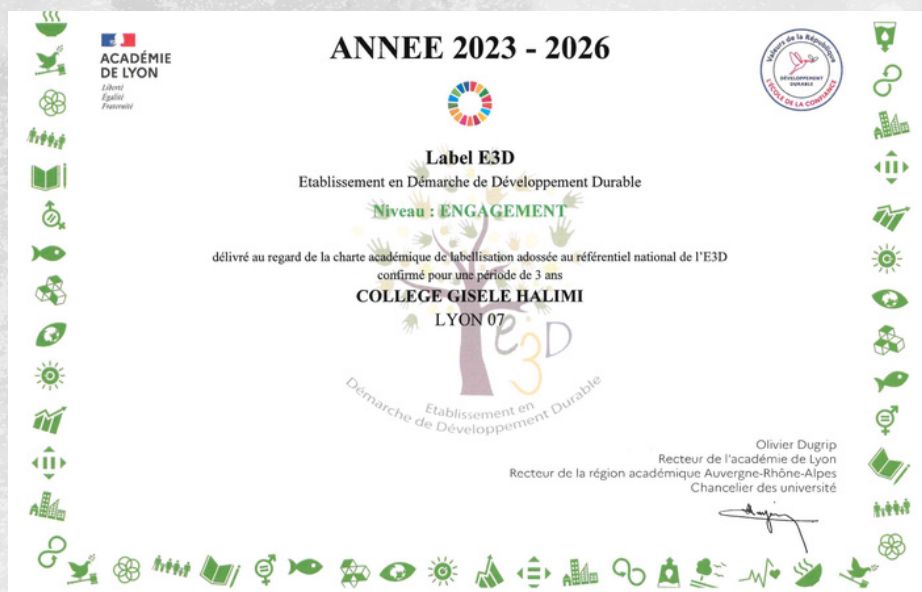 ACADÉMIE
DE LYON
Liberté
Égalité
Fraternité
ANNEE 2023 - 2026
Valeurs de la République
DÉVELOPPEMENT
DURABLE
L'ÉCOLE DE LA CONFIANCE
Label E3D
Etablissement en Démarche de Développement Durable
Niveau : ENGAGEMENT
délivré au regard de la charte académique de labellisation adossée au référentiel national de l'E3D
confirmé pour une période de 3 ans
COLLEGE GISELE HALIMI
LYON 07
e3D
Etablissement en
Démarche de Développement Durable
Olivier Dugrip
Recteur de l'académie de Lyon
Recteur de la région académique Auvergne-Rhône-Alpes
Chancelier des université